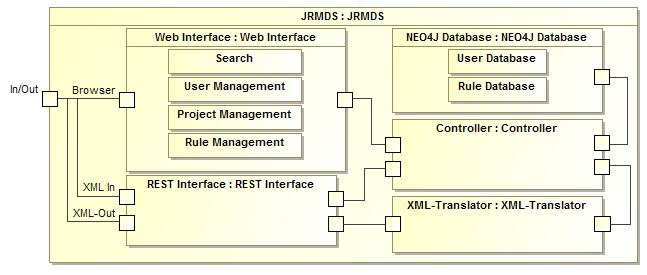 JRMDS : JRMDS
Web Interface : Web Interface
Search
User Management
Project Management
Rule Management
NEO4J Database : NEO4J Database
User Database
Rule Database
In/Out
Browser
Controller : Controller
XML In
REST Interface : REST Interface
XML-Out
XML-Translator : XML-Translator